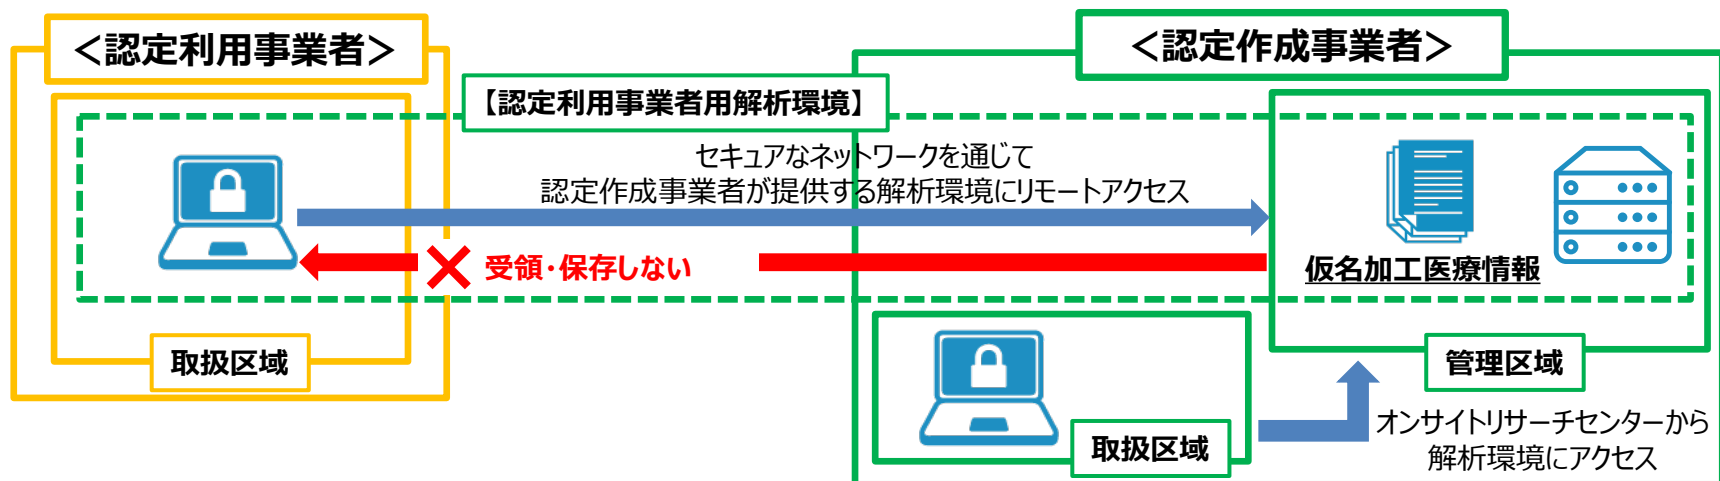 ＜認定利用事業者＞
＜認定作成事業者＞
【認定利用事業者用解析環境】
セキュアなネットワークを通じて
認定作成事業者が提供する解析環境にリモートアクセス
受領・保存しない
仮名加工医療情報
取扱区域
管理区域
取扱区域
オンサイトリサーチセンターから
解析環境にアクセス